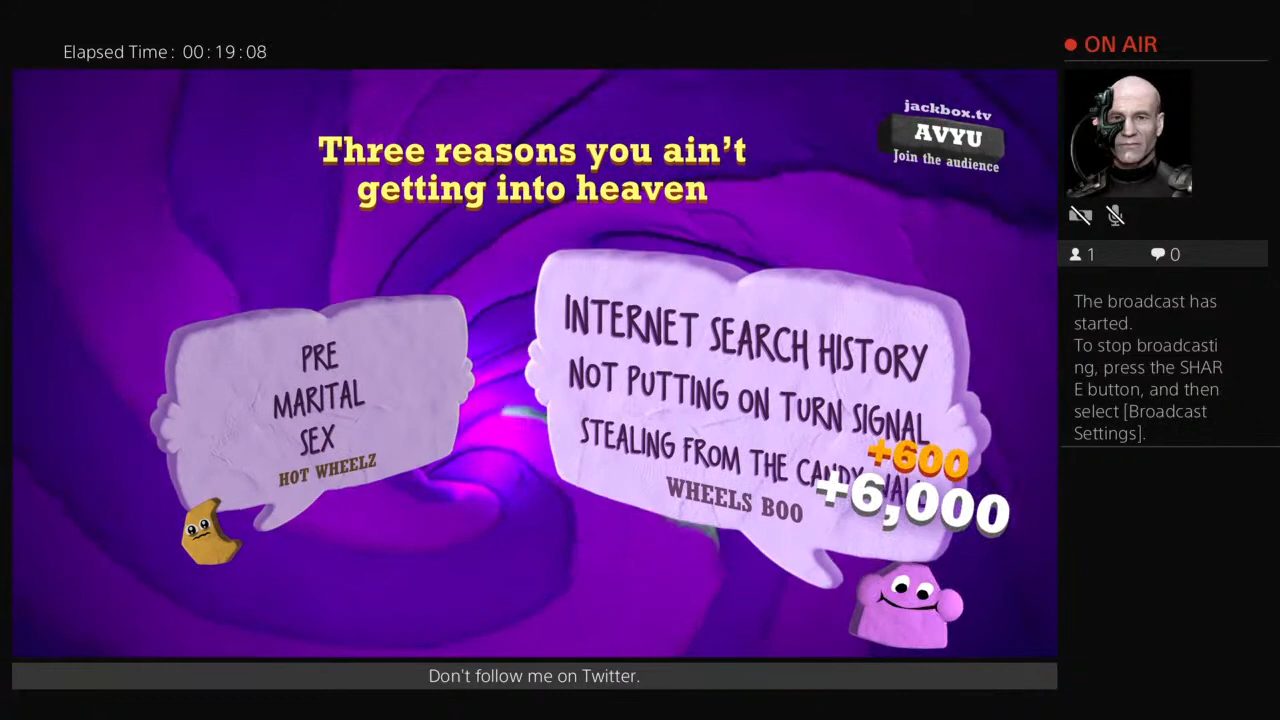 Elapsed Time: 00:19:08
ON AIR
jackbox.tv
AVYU
Join the audience
Three reasons you ain't
getting into heaven
PRE
MARITAL
SEX
HOT WHEELZ
INTERNET SEARCH HISTORY
NOT PUTTING ON TURN SIGNAL
STEALING FROM THE
WHEELS BOO
+600
+6,000
1
0
The broadcast has
started.
To stop broadcasti
ng, press the SHAR
E button, and then
select [Broadcast
Settings].
Don't follow me on Twitter.